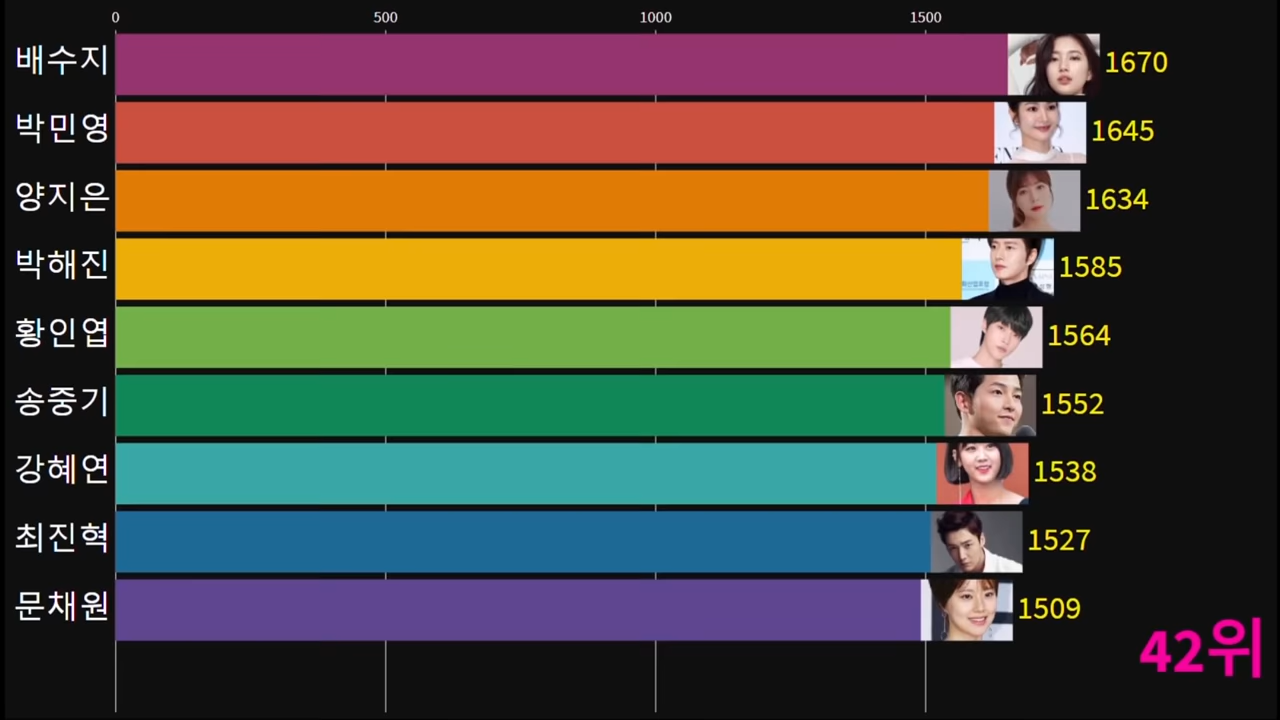 0 500 1000 1500
배수지 1670
박민영 1645
양지은 1634
박해진 1585
황인엽 1564
송중기 1552
강혜연 1538
최진혁 1527
문채원 1509
42위